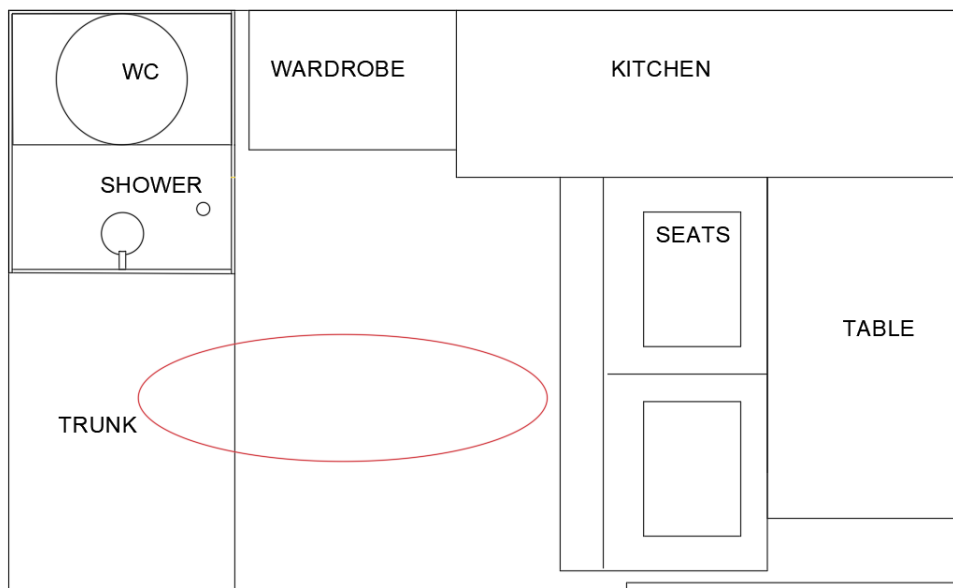 WC
WARDROBE
KITCHEN
SHOWER
SEATS
TABLE
TRUNK